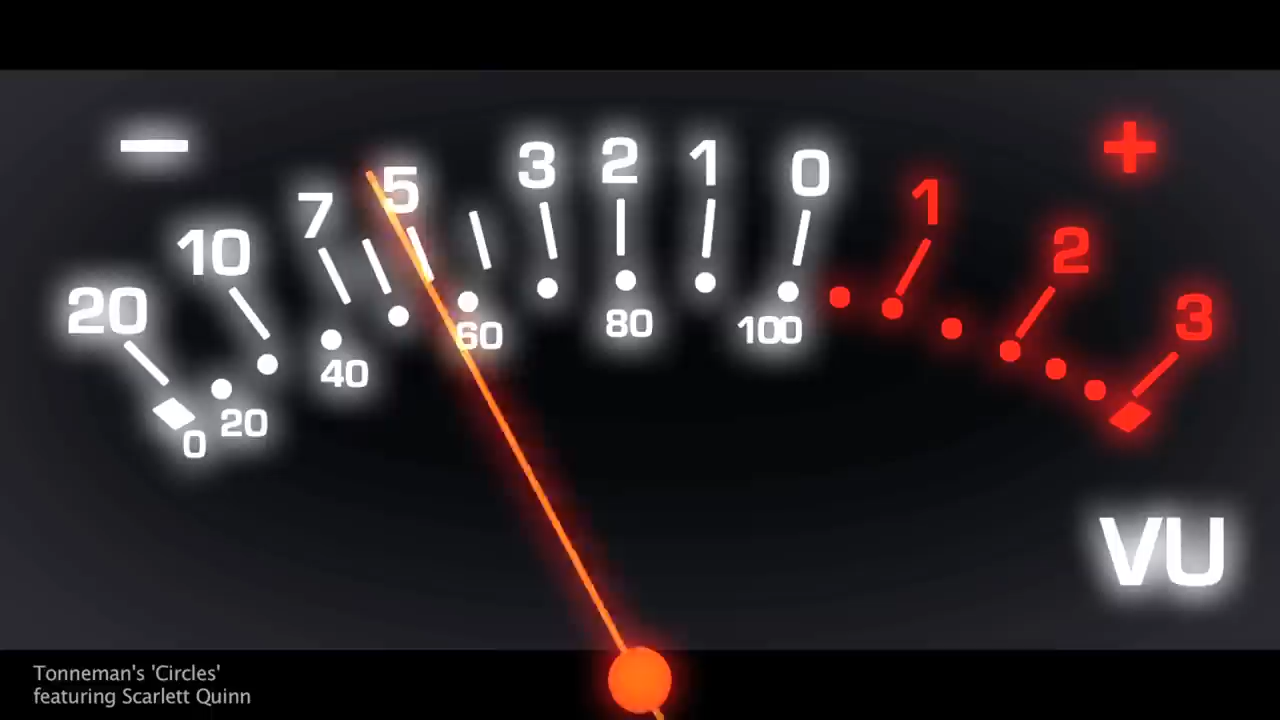 − +
20 10 7 5 3 2 1 0 1 2 3
0 20 40 60 80 100
VU
Tonneman's 'Circles'
featuring Scarlett Quinn